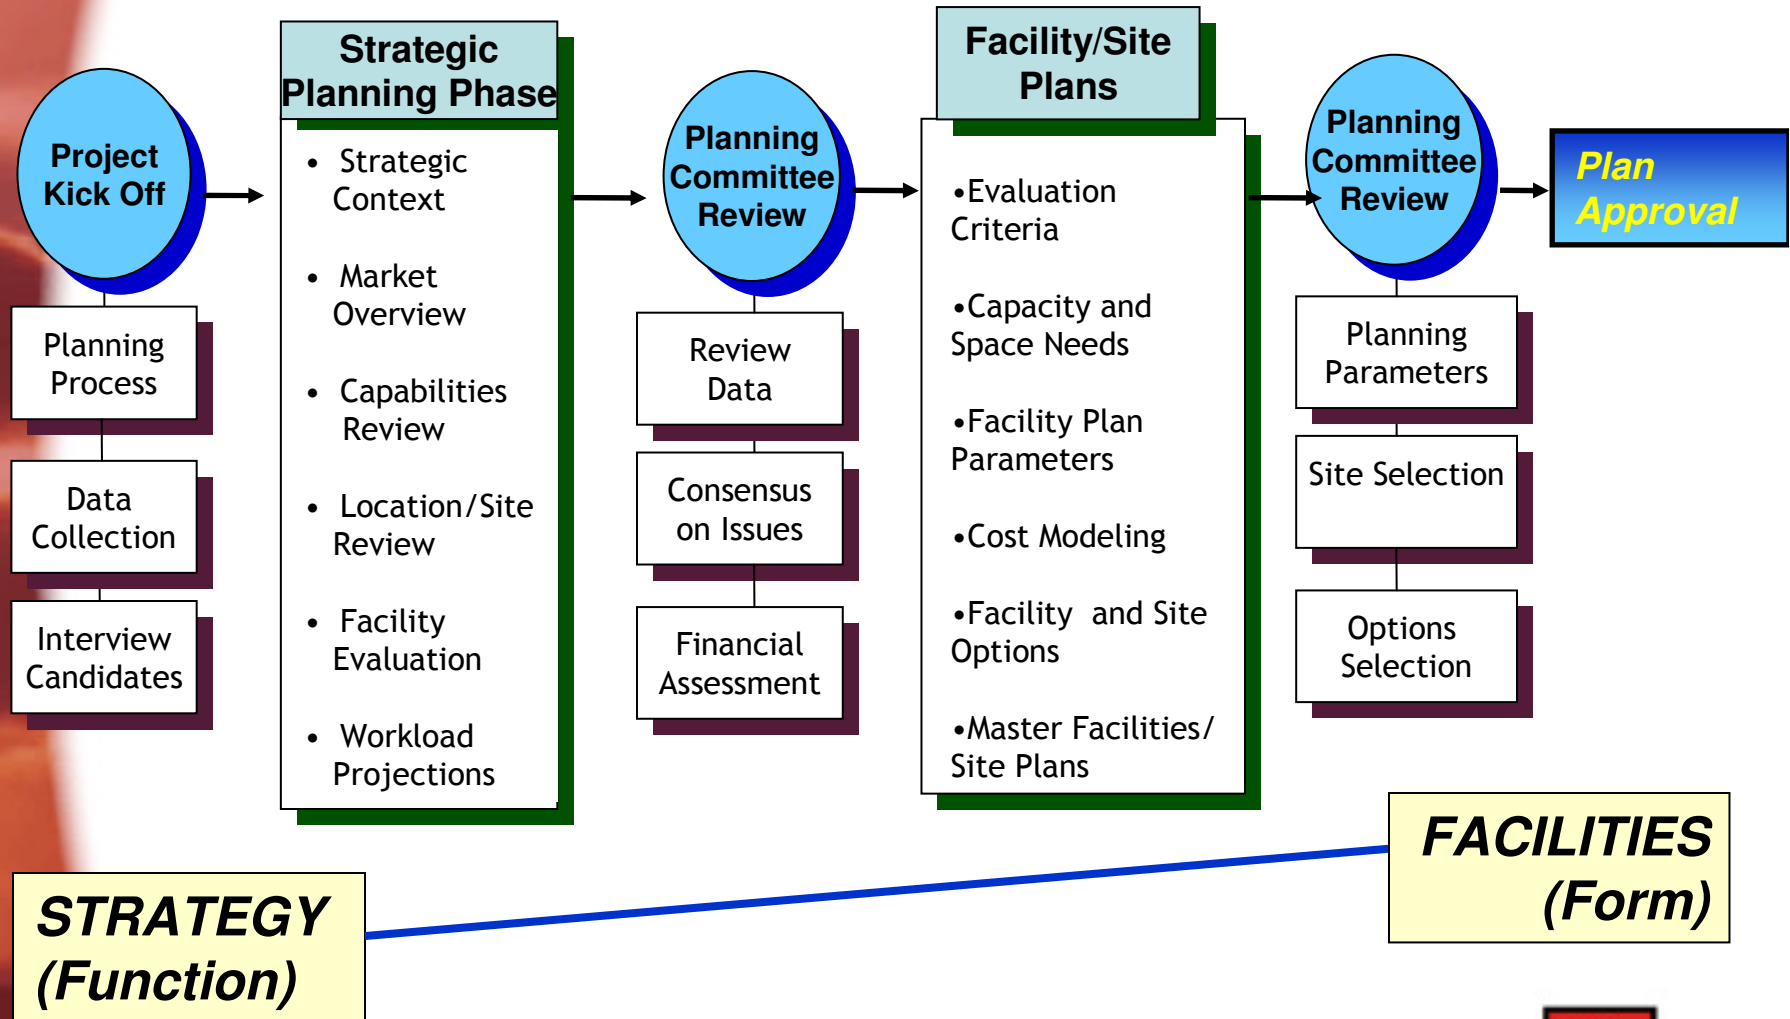 Project
Kick Off
Planning
Process
Data
Collection
Interview
Candidates
Strategic
Planning Phase
• Strategic
Context
• Market
Overview
• Capabilities
Review
• Location/Site
Review
• Facility
Evaluation
• Workload
Projections
Planning
Committee
Review
Review
Data
Consensus
on Issues
Financial
Assessment
Facility/Site
Plans
•Evaluation
Criteria
•Capacity and
Space Needs
•Facility Plan
Parameters
•Cost Modeling
•Facility and Site
Options
•Master Facilities/
Site Plans
Planning
Committee
Review
Planning
Parameters
Site Selection
Options
Selection
Plan
Approval
STRATEGY
(Function)
FACILITIES
(Form)